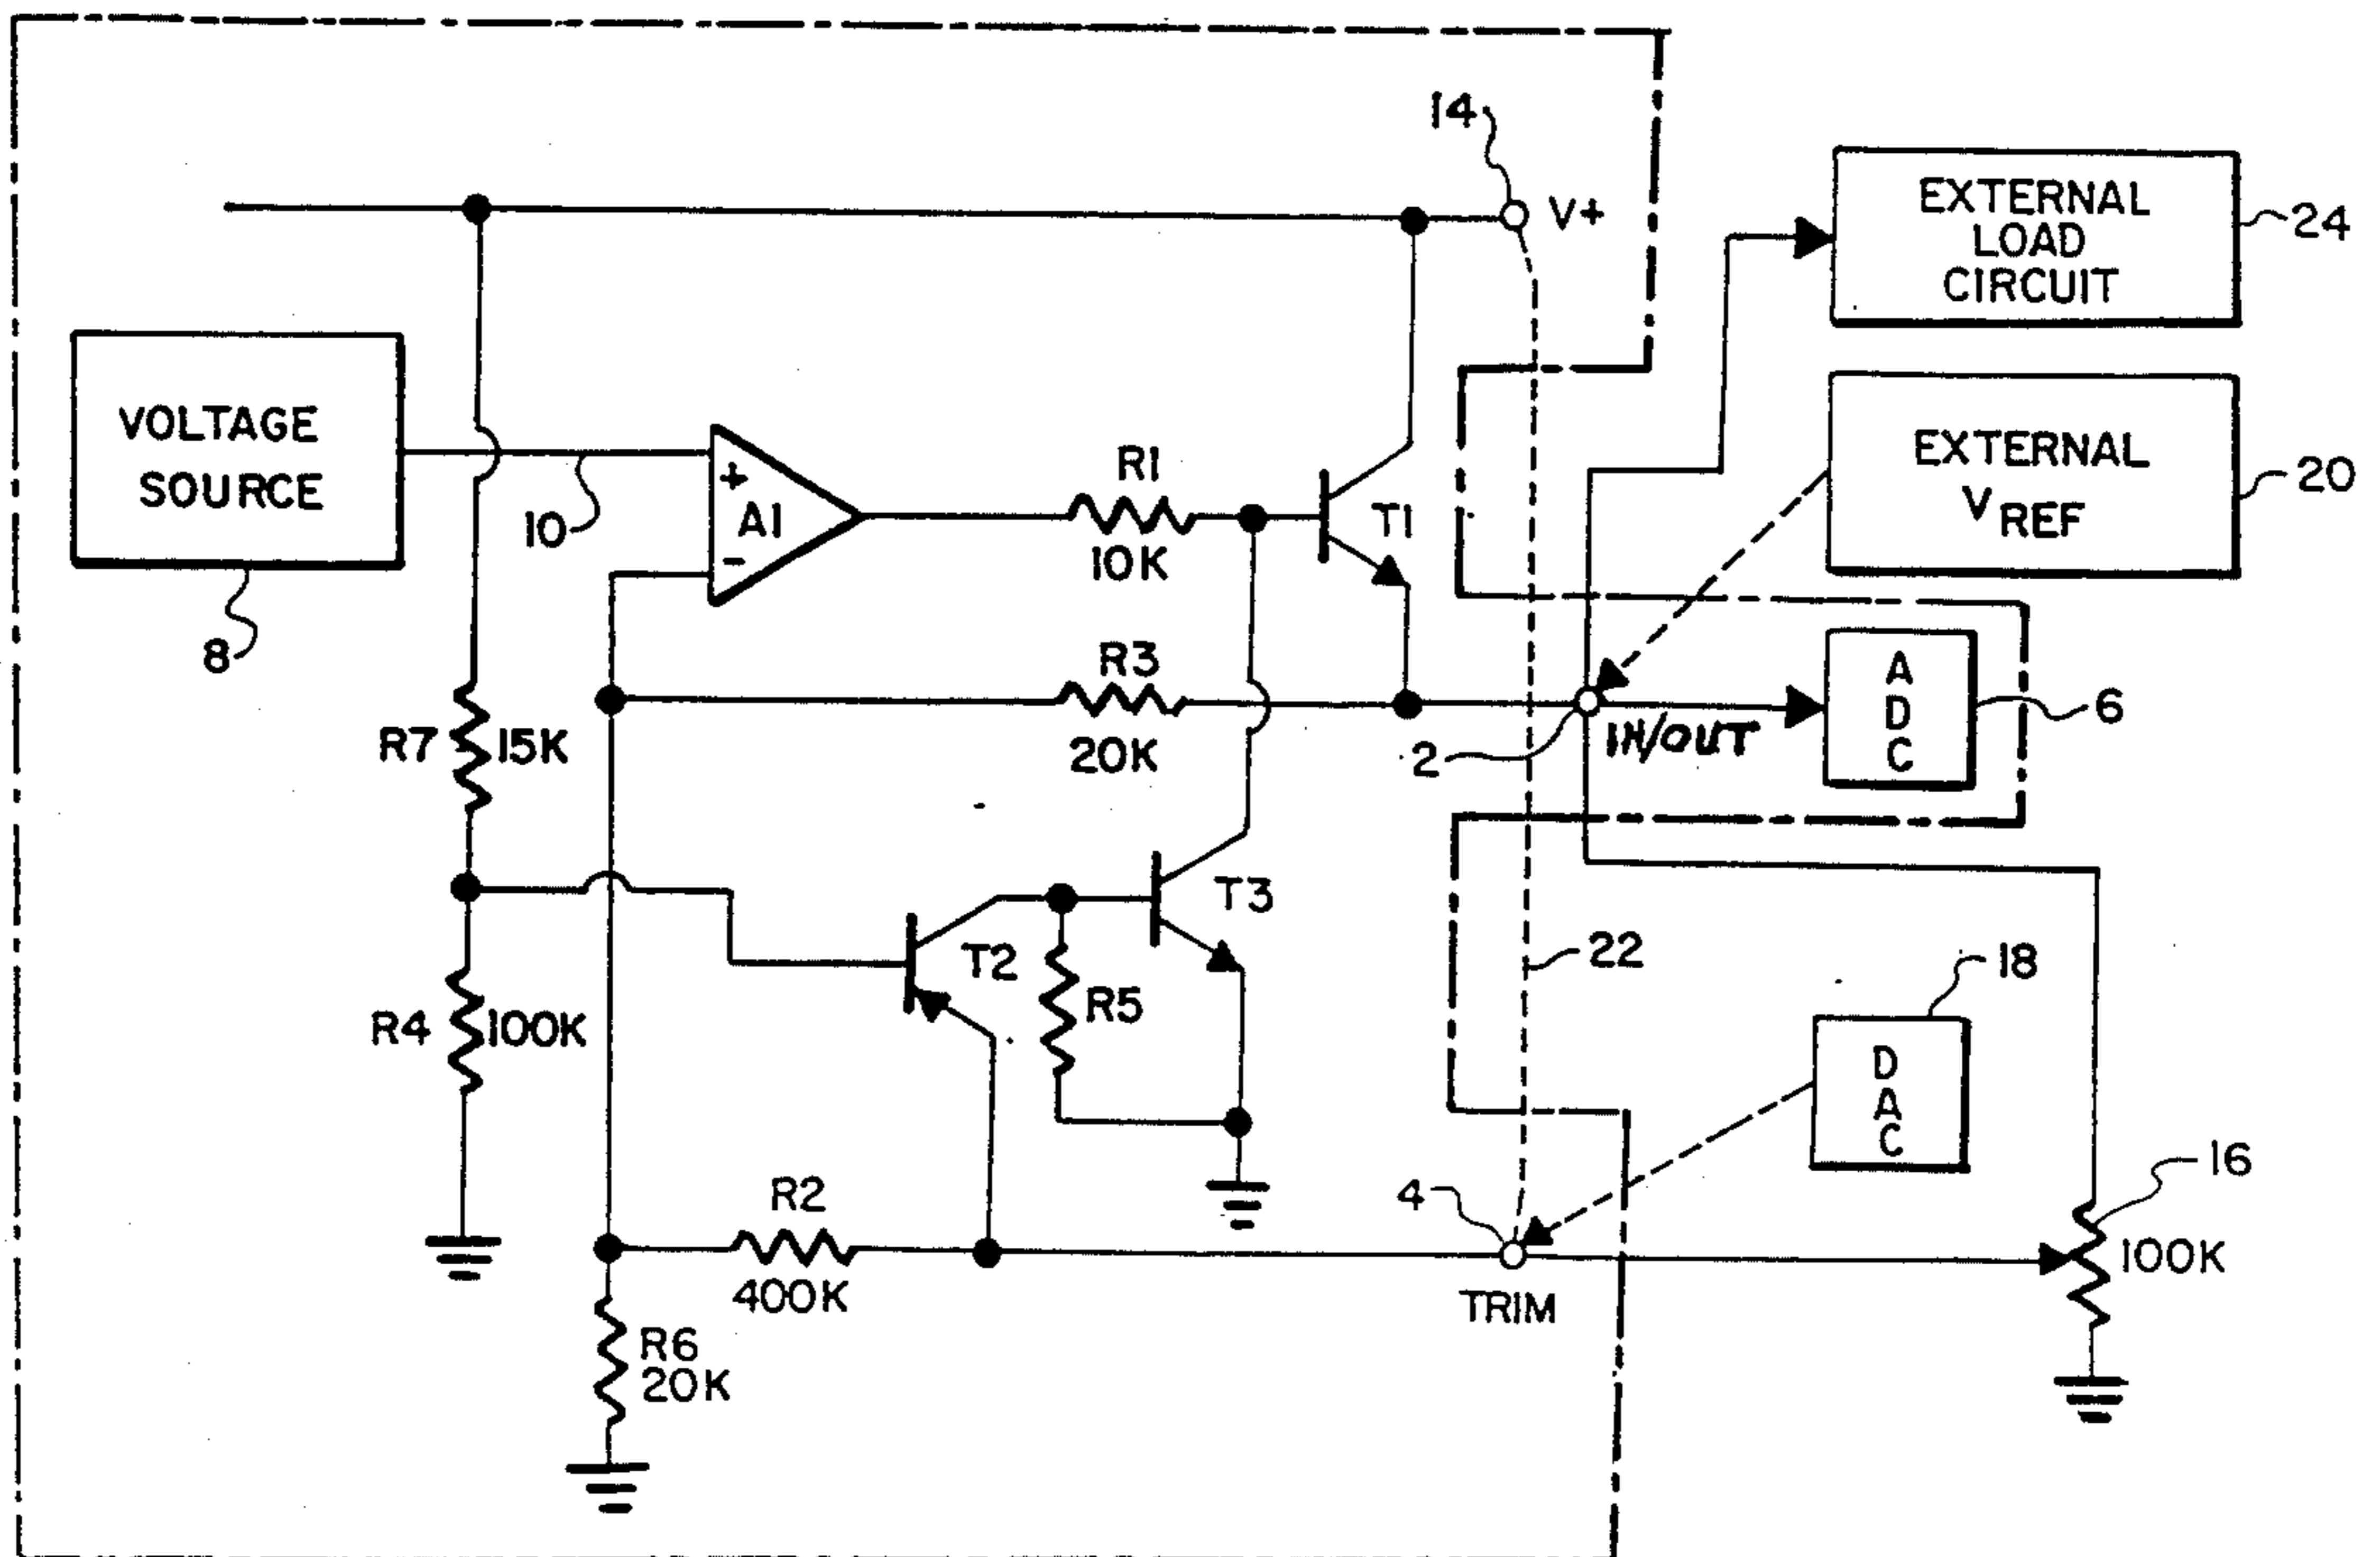 14
V+
EXTERNAL
LOAD
CIRCUIT
24
VOLTAGE
SOURCE
8
10
+
A1
-
R1
10K
T1
EXTERNAL
VREF
20
R3
20K
2
IN/OUT
A
D
C
6
R7
15K
R4
100K
T2
R5
T3
22
D
A
C
18
R2
400K
4
TRIM
16
100K
R6
20K